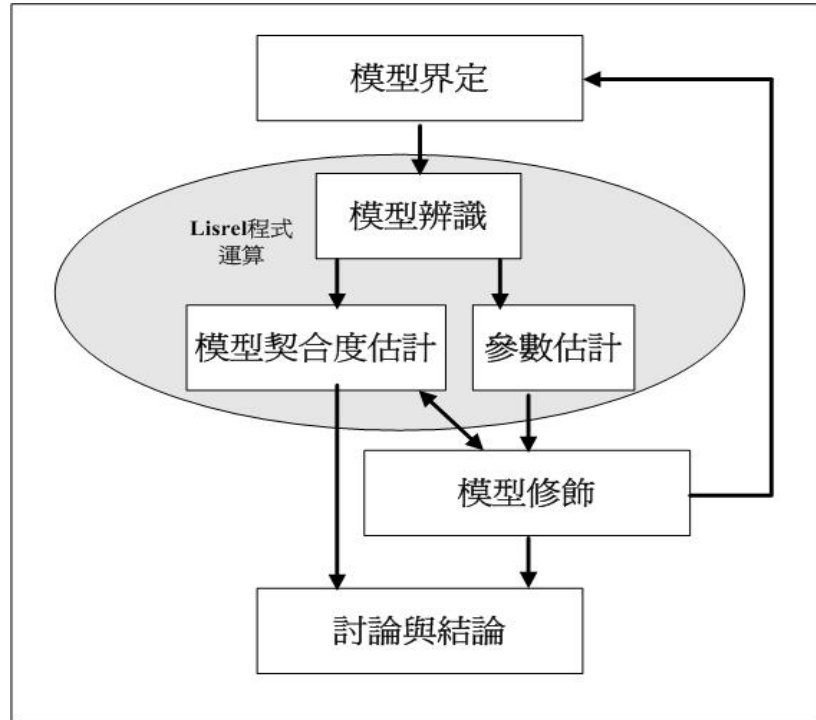 模型界定
模型辨識
Lisrel程式
運算
模型契合度估計
參數估計
模型修飾
討論與結論